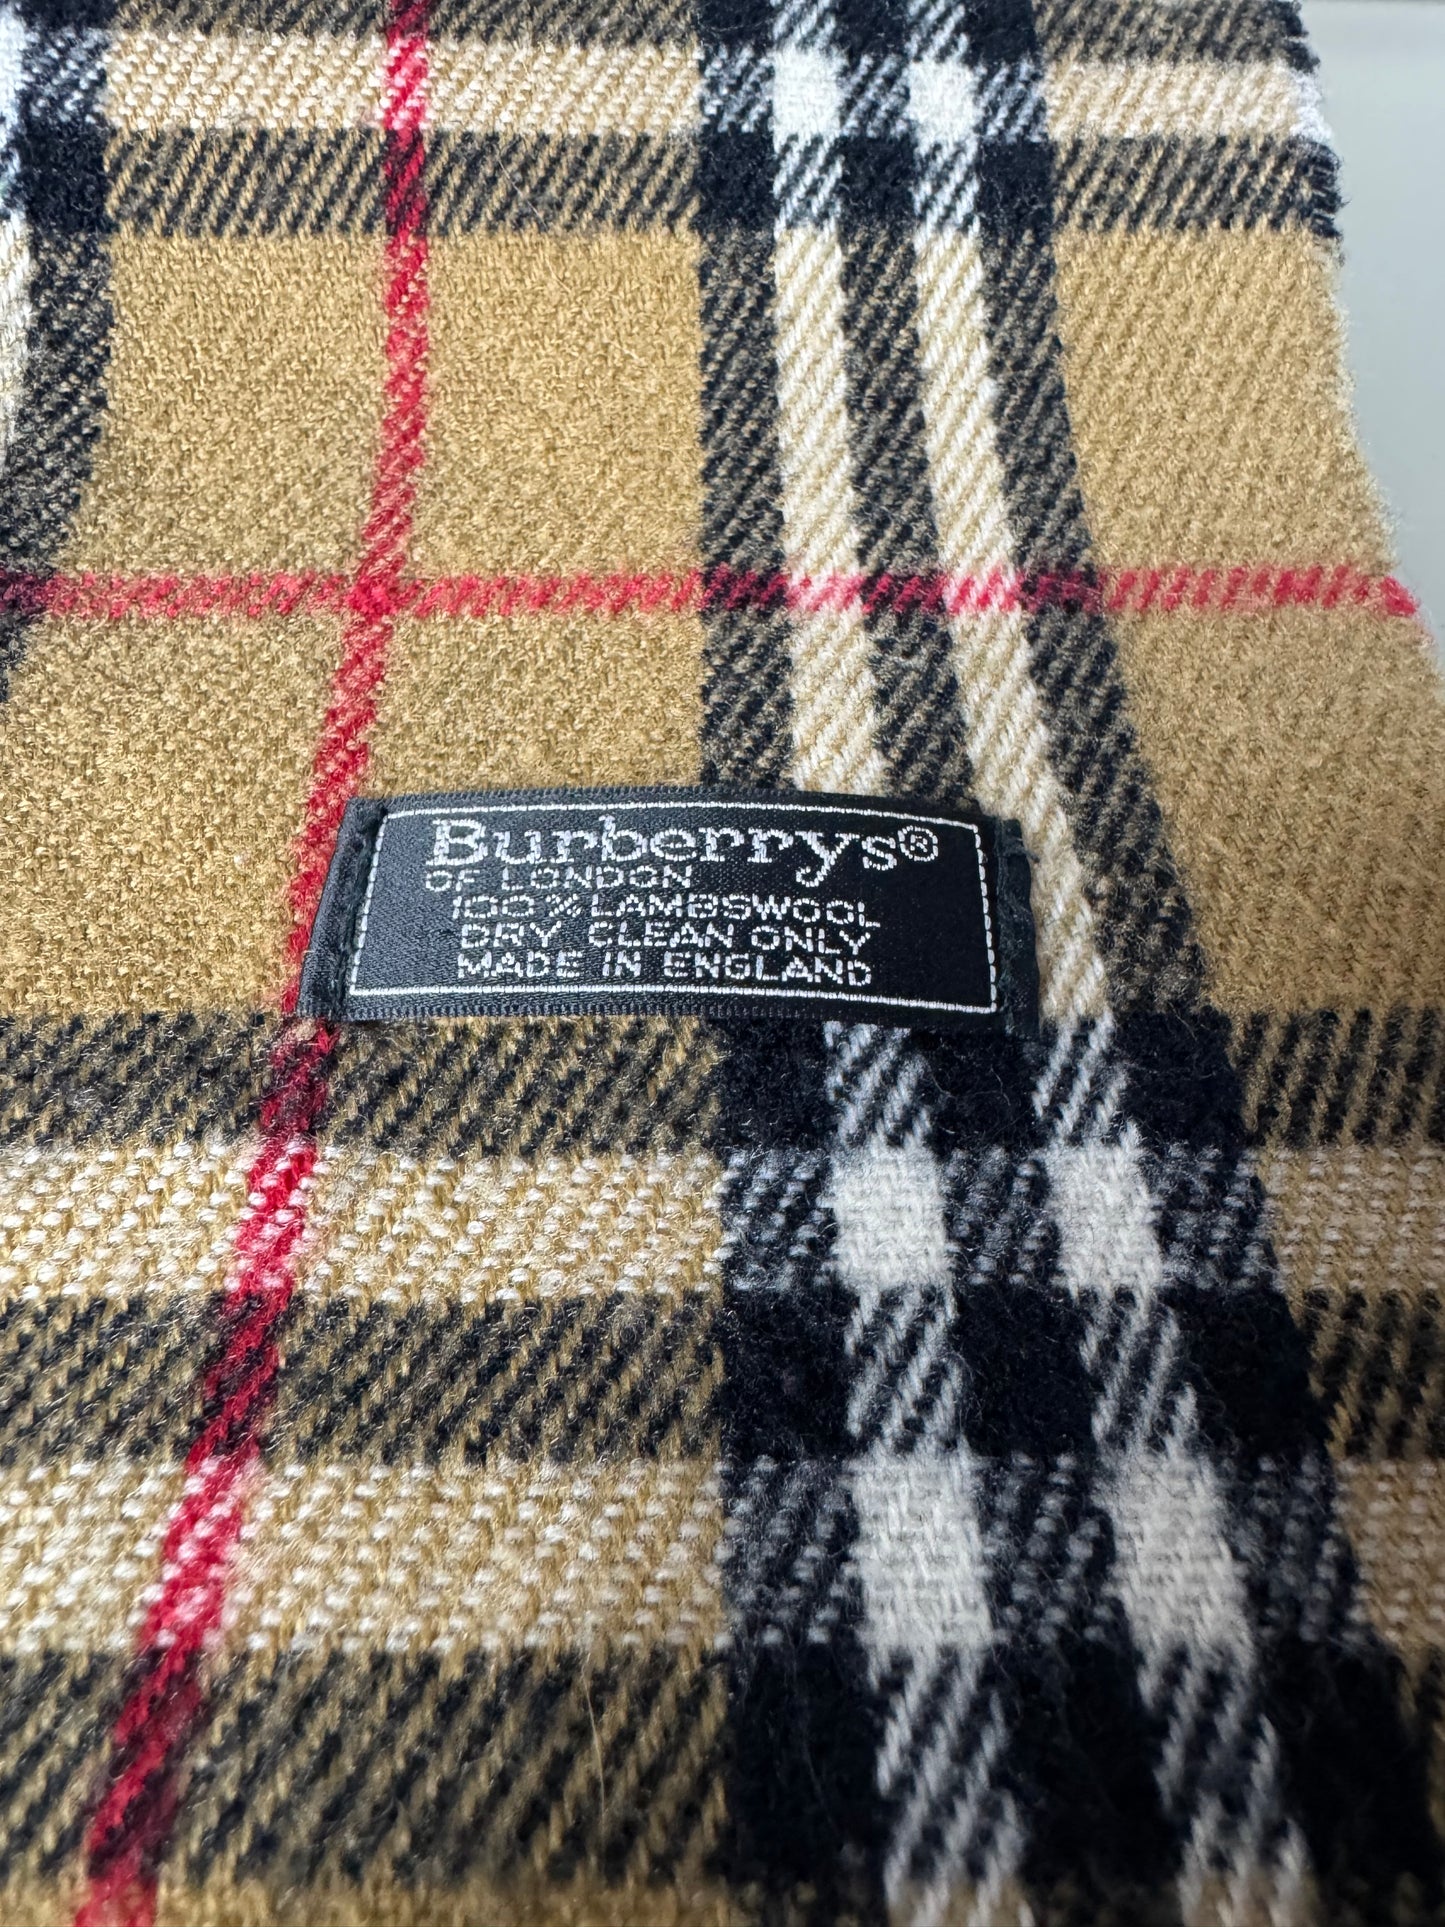 Burberrys®
OF LONDON
100% LAMBSWOOL
DRY CLEAN ONLY
MADE IN ENGLAND